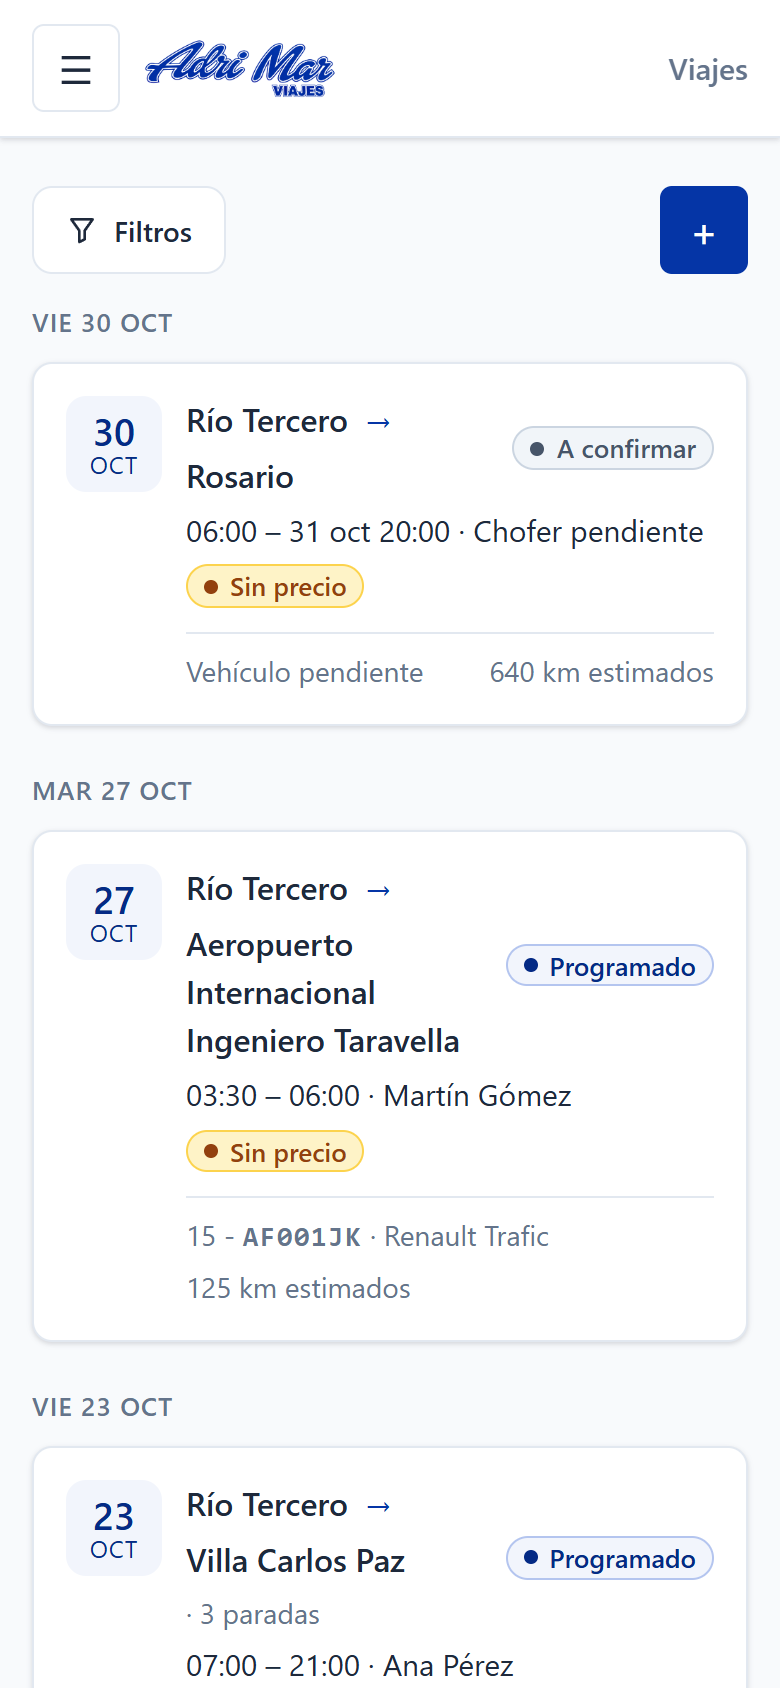 ☰
Adri Mar
VIAJES
Viajes
Filtros
+
VIE 30 OCT
30
OCT
Río Tercero →
Rosario
A confirmar
06:00 – 31 oct 20:00 · Chofer pendiente
Sin precio
Vehículo pendiente 640 km estimados
MAR 27 OCT
27
OCT
Río Tercero →
Aeropuerto
Internacional
Ingeniero Taravella
Programado
03:30 – 06:00 · Martín Gómez
Sin precio
15 - AF001JK · Renault Trafic
125 km estimados
VIE 23 OCT
23
OCT
Río Tercero →
Villa Carlos Paz
Programado
· 3 paradas
07:00 – 21:00 · Ana Pérez